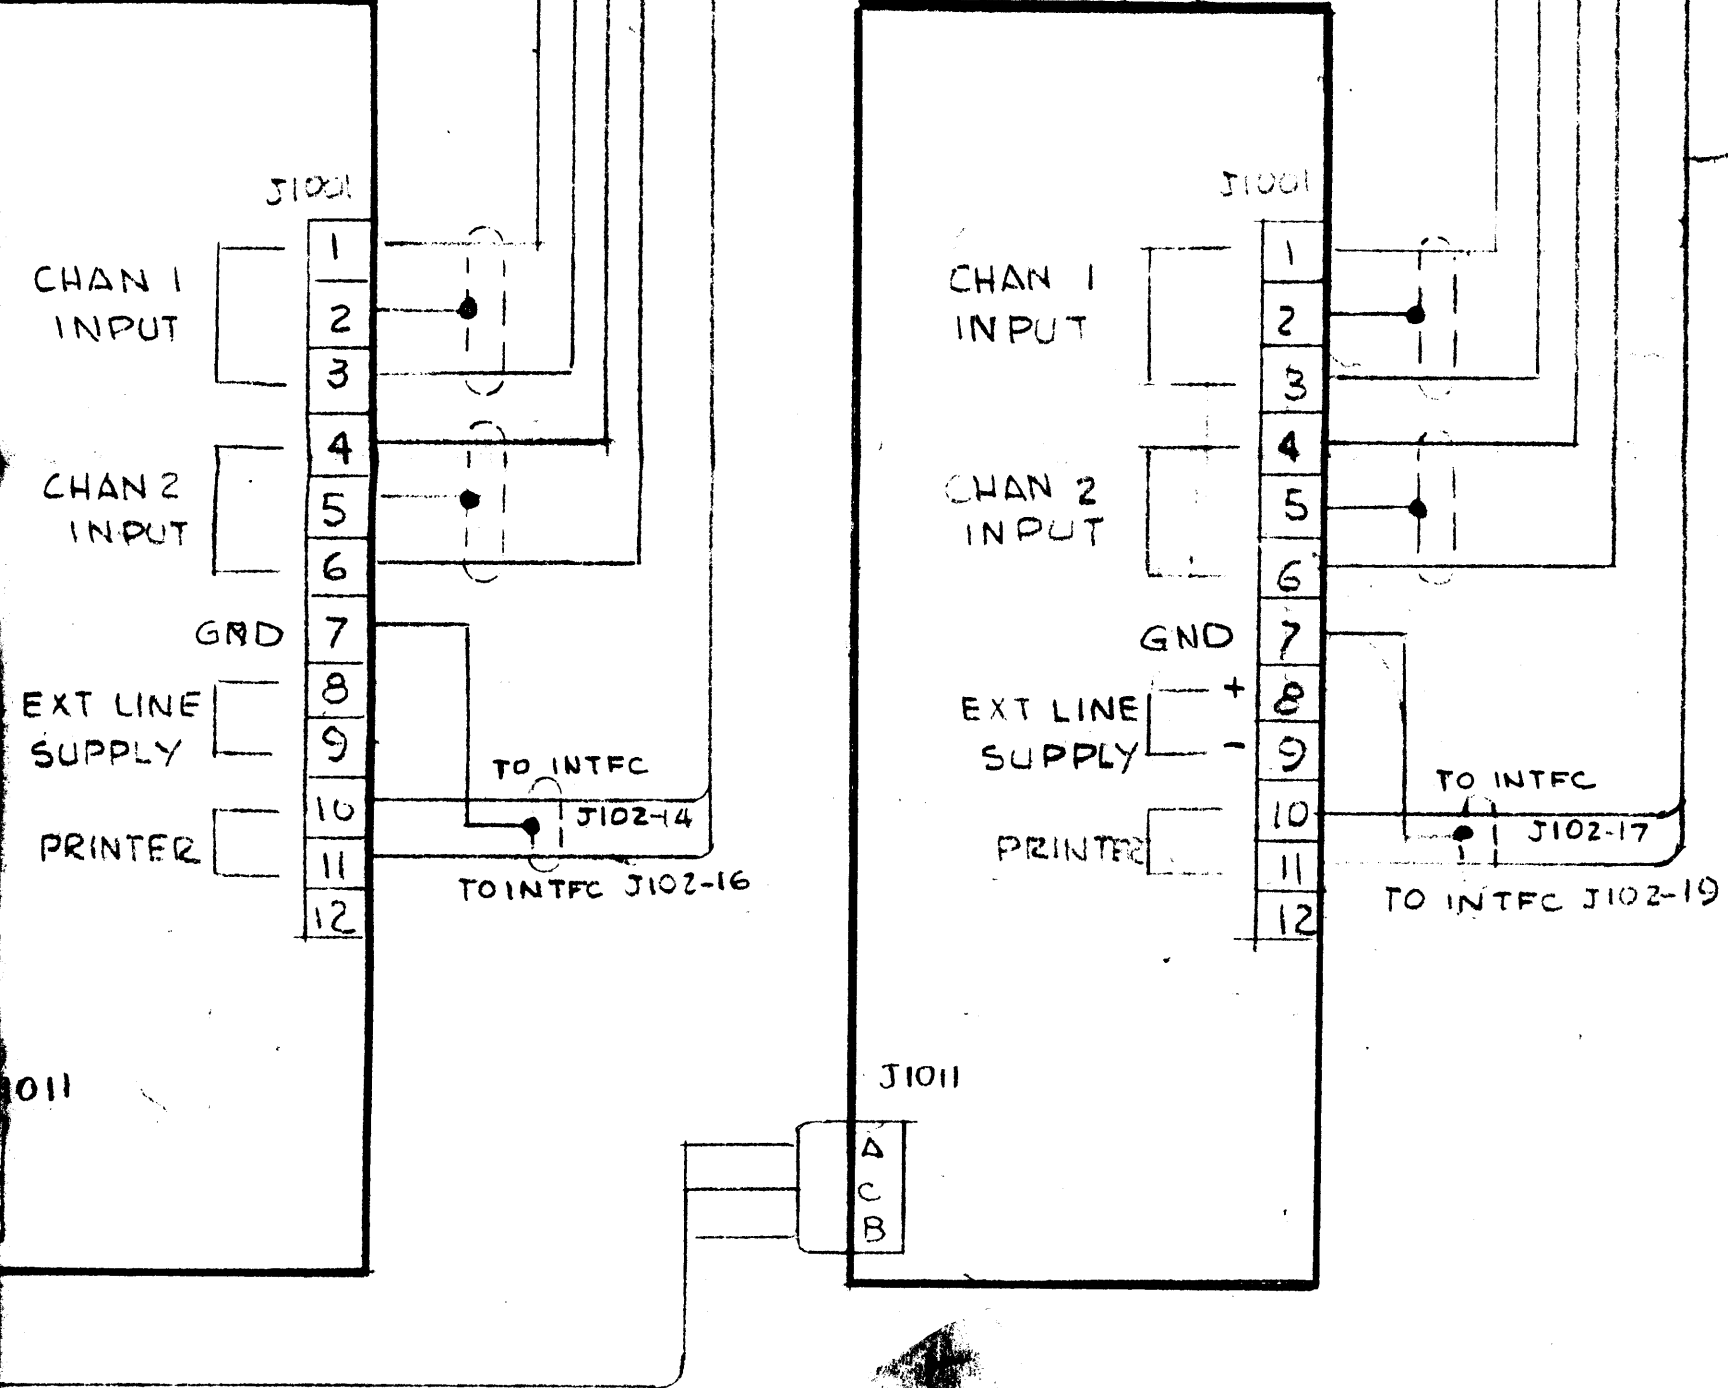 J1001
CHAN 1
INPUT
CHAN 2
INPUT
GND
EXT LINE
SUPPLY
PRINTER
1
2
3
4
5
6
7
8
9
10
11
12
TO INTFC
J102-14
TO INTFC J102-16
1011
J1001
CHAN 1
INPUT
CHAN 2
INPUT
GND
EXT LINE
SUPPLY
+
-
PRINTER
1
2
3
4
5
6
7
8
9
10
11
12
TO INTFC
J102-17
TO INTFC J102-19
J1011
A
C
B